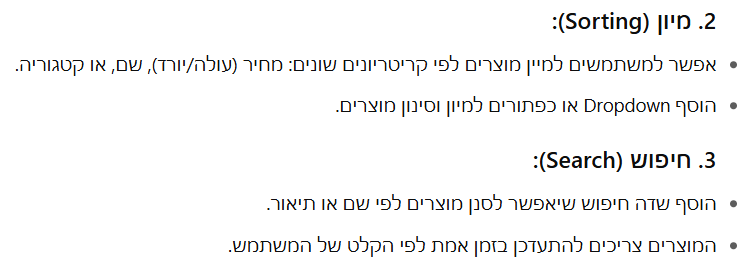 2. מיון (Sorting):
אפשר למשתמשים למיין מוצרים לפי קריטריונים שונים: מחיר (עולה/יורד), שם, או קטגוריה.
הוסף Dropdown או כפתורים למיון וסינון מוצרים.
3. חיפוש (Search):
הוסף שדה חיפוש שיאפשר לסנן מוצרים לפי שם או תיאור.
המוצרים צריכים להתעדכן בזמן אמת לפי הקלט של המשתמש.